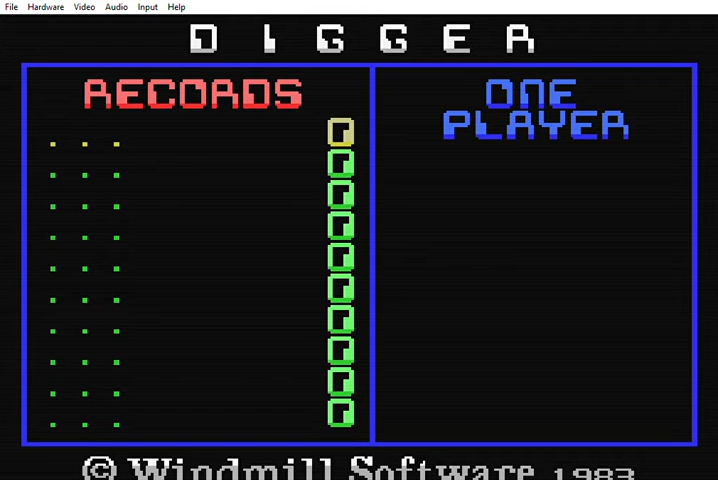 File Hardware Video Audio Input Help
D I G G E R
RECORDS
ONE
PLAYER
. . . 0
. . . 0
. . . 0
. . . 0
. . . 0
. . . 0
. . . 0
. . . 0
. . . 0
. . . 0
© Windmill Software 1983